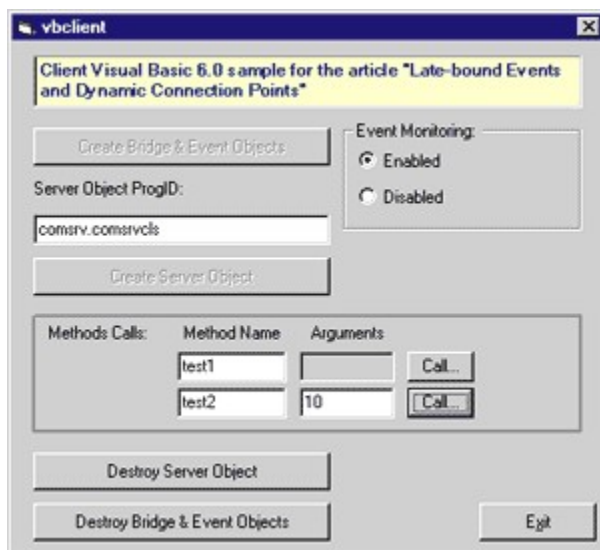 vbclient
Client Visual Basic 6.0 sample for the article "Late-bound Events
and Dynamic Connection Points"
Create Bridge & Event Objects
Event Monitoring:
Enabled
Disabled
Server Object ProgID:
comsrv.comsrvcls
Create Server Object
Methods Calls: Method Name Arguments
test1 Call...
test2 10 Call...
Destroy Server Object
Destroy Bridge & Event Objects Exit